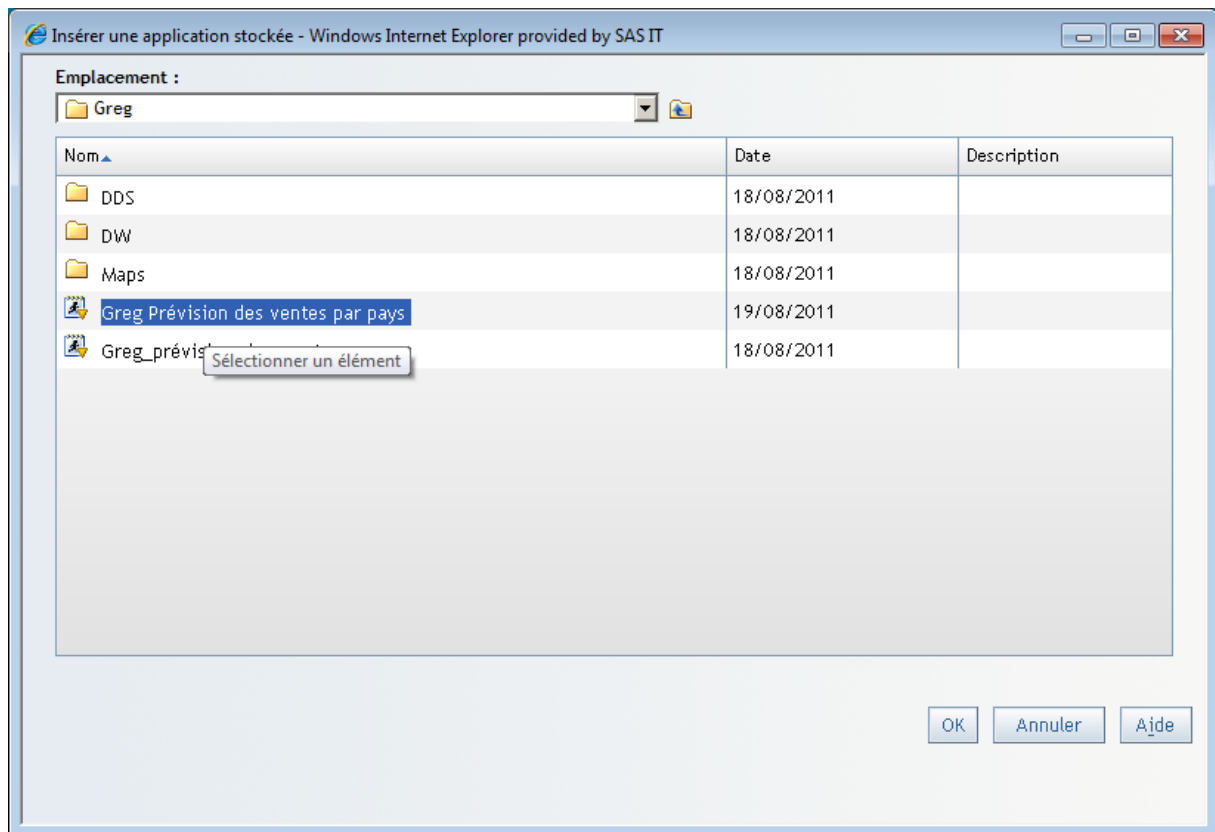 Insérer une application stockée - Windows Internet Explorer provided by SAS IT
Emplacement :
Greg
Nom Date Description
DDS 18/08/2011
DW 18/08/2011
Maps 18/08/2011
Greg Prévision des ventes par pays 19/08/2011
18/08/2011
Sélectionner un élément
OK Annuler Aide